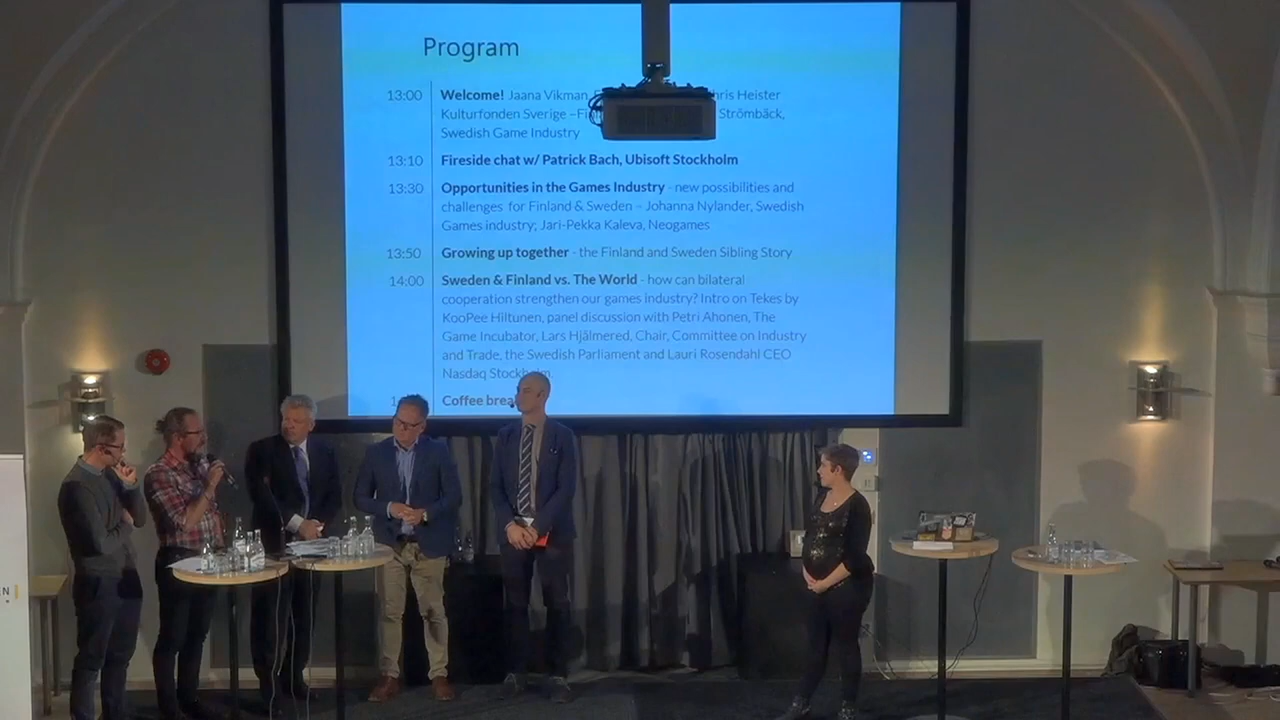 Program
13:00 Welcome! Jaana Vikman hris Heister
Kulturfonden Sverige – Strömbäck,
Swedish Game Industry
13:10 Fireside chat w/ Patrick Bach, Ubisoft Stockholm
13:30 Opportunities in the Games Industry - new possibilities and
challenges for Finland & Sweden – Johanna Nylander, Swedish
Games industry; Jari-Pekka Kaleva, Neogames
13:50 Growing up together - the Finland and Sweden Sibling Story
14:00 Sweden & Finland vs. The World - how can bilateral
cooperation strengthen our games industry? Intro on Tekes by
KooPee Hiltunen, panel discussion with Petri Ahonen, The
Game Incubator, Lars Hjälmered, Chair, Committee on Industry
and Trade, the Swedish Parliament and Lauri Rosendahl CEO
Nasdaq Stockholm.
Coffee brea
EN